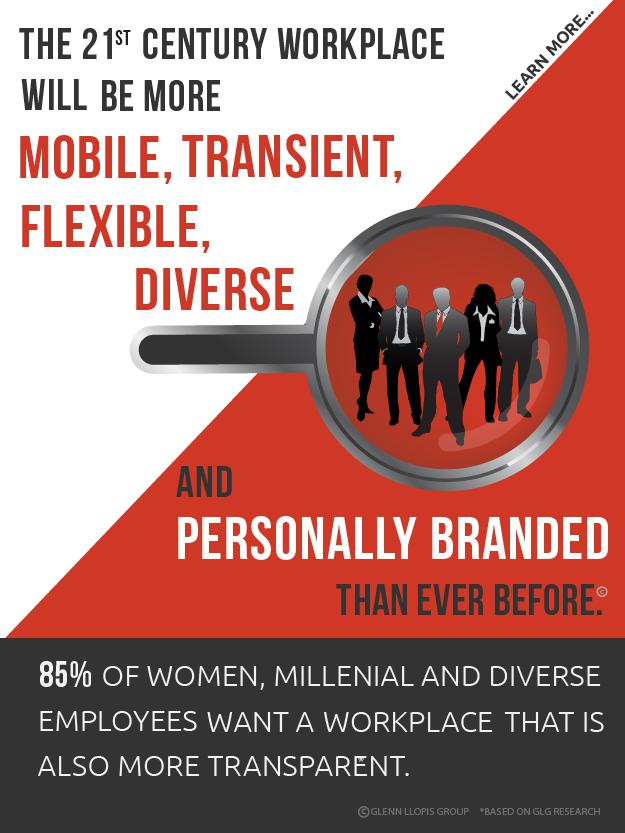 THE 21ST CENTURY WORKPLACE
WILL BE MORE
LEARN MORE...
MOBILE, TRANSIENT,
FLEXIBLE,
DIVERSE
AND
PERSONALLY BRANDED
THAN EVER BEFORE.©
85% OF WOMEN, MILLENIAL AND DIVERSE
EMPLOYEES WANT A WORKPLACE THAT IS
ALSO MORE TRANSPARENT.*
©GLENN LLOPIS GROUP *BASED ON GLG RESEARCH